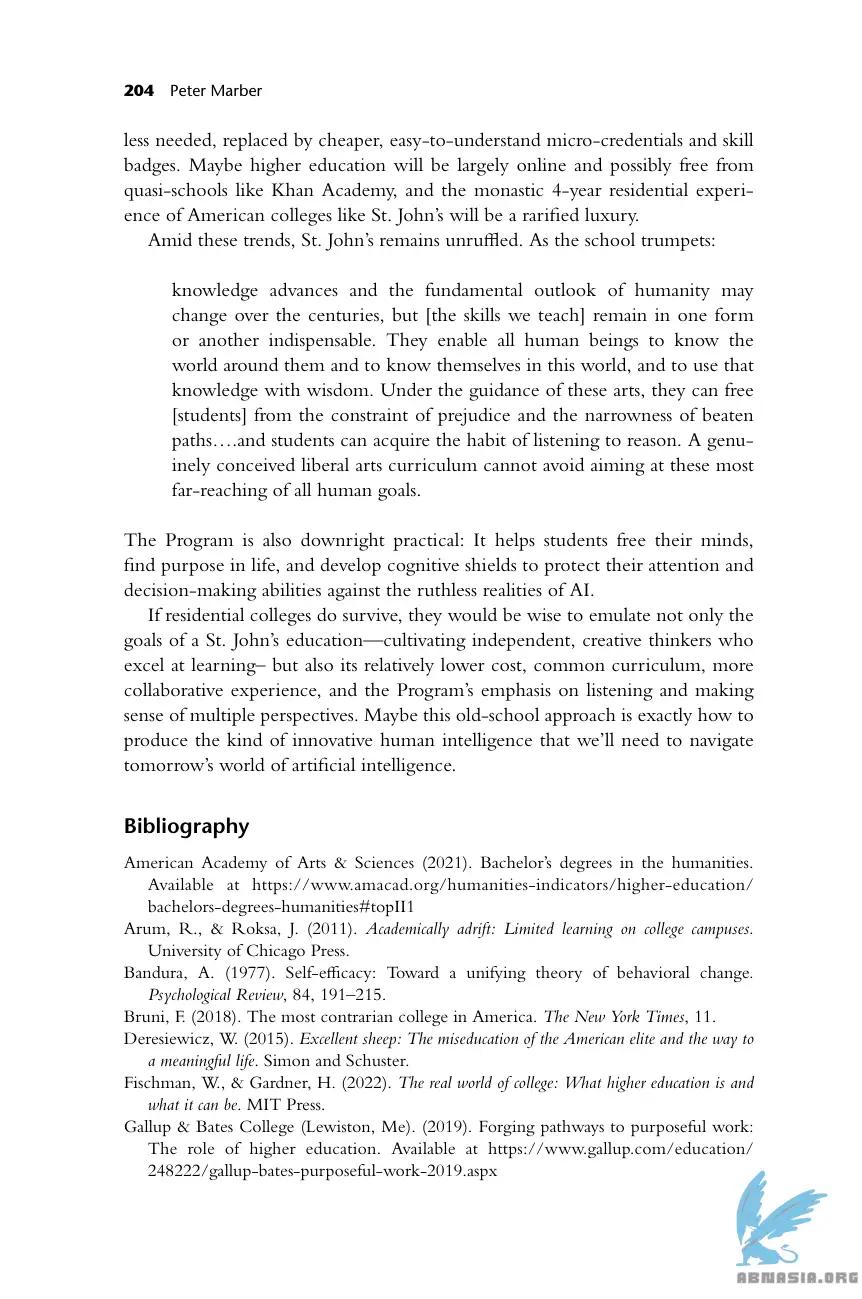 204 Peter Marber
less needed, replaced by cheaper, easy-to-understand micro-credentials and skill
badges. Maybe higher education will be largely online and possibly free from
quasi-schools like Khan Academy, and the monastic 4-year residential experi-
ence of American colleges like St. John’s will be a rarified luxury.
Amid these trends, St. John’s remains unruffled. As the school trumpets:
knowledge advances and the fundamental outlook of humanity may
change over the centuries, but [the skills we teach] remain in one form
or another indispensable. They enable all human beings to know the
world around them and to know themselves in this world, and to use that
knowledge with wisdom. Under the guidance of these arts, they can free
[students] from the constraint of prejudice and the narrowness of beaten
paths….and students can acquire the habit of listening to reason. A genu-
inely conceived liberal arts curriculum cannot avoid aiming at these most
far-reaching of all human goals.
The Program is also downright practical: It helps students free their minds,
find purpose in life, and develop cognitive shields to protect their attention and
decision-making abilities against the ruthless realities of AI.
If residential colleges do survive, they would be wise to emulate not only the
goals of a St. John’s education—cultivating independent, creative thinkers who
excel at learning– but also its relatively lower cost, common curriculum, more
collaborative experience, and the Program’s emphasis on listening and making
sense of multiple perspectives. Maybe this old-school approach is exactly how to
produce the kind of innovative human intelligence that we’ll need to navigate
tomorrow’s world of artificial intelligence.
Bibliography
American Academy of Arts & Sciences (2021). Bachelor’s degrees in the humanities.
Available at https://www.amacad.org/humanities-indicators/higher-education/
bachelors-degrees-humanities#topII1
Arum, R., & Roksa, J. (2011). Academically adrift: Limited learning on college campuses.
University of Chicago Press.
Bandura, A. (1977). Self-efficacy: Toward a unifying theory of behavioral change.
Psychological Review, 84, 191–215.
Bruni, F. (2018). The most contrarian college in America. The New York Times, 11.
Deresiewicz, W. (2015). Excellent sheep: The miseducation of the American elite and the way to
a meaningful life. Simon and Schuster.
Fischman, W., & Gardner, H. (2022). The real world of college: What higher education is and
what it can be. MIT Press.
Gallup & Bates College (Lewiston, Me). (2019). Forging pathways to purposeful work:
The role of higher education. Available at https://www.gallup.com/education/
248222/gallup-bates-purposeful-work-2019.aspx
ABNASIA.ORG